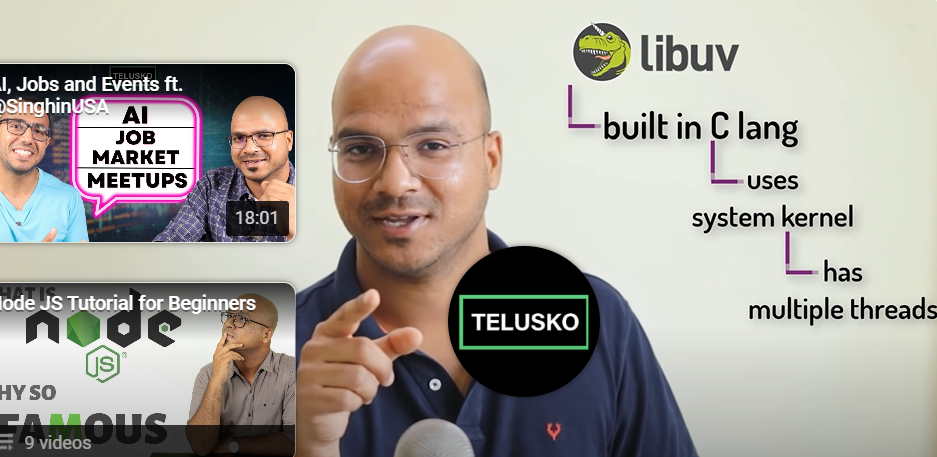 I, Jobs and Events ft.
@SinghinUSA
TELUSKO
AI
JOB
MARKET
MEETUPS
18:01
Node JS Tutorial for Beginners
HAT IS
node
JS
HY SO
FAMOUS
9 videos
libuv
built in C lang
uses
system kernel
has
multiple threads
TELUSKO